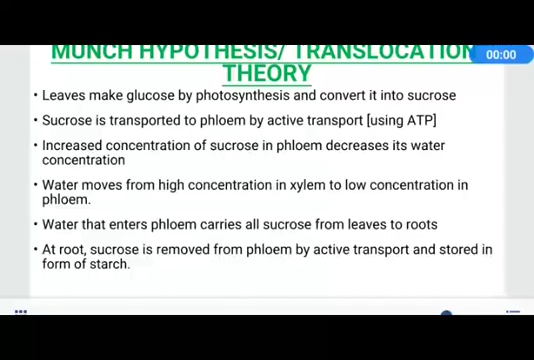 MUNCH HYPOTHESIS/ TRANSLOCATION
THEORY
00:00
• Leaves make glucose by photosynthesis and convert it into sucrose
• Sucrose is transported to phloem by active transport [using ATP]
• Increased concentration of sucrose in phloem decreases its water
concentration
• Water moves from high concentration in xylem to low concentration in
phloem.
• Water that enters phloem carries all sucrose from leaves to roots
• At root, sucrose is removed from phloem by active transport and stored in
form of starch.